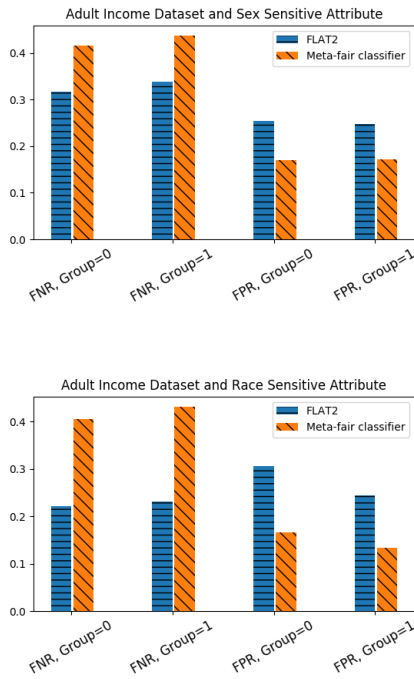 Adult Income Dataset and Sex Sensitive Attribute
FLAT2
Meta-fair classifier
0.4
0.3
0.2
0.1
0.0
FNR, Group=0
FNR, Group=1
FPR, Group=0
FPR, Group=1
Adult Income Dataset and Race Sensitive Attribute
FLAT2
Meta-fair classifier
0.4
0.3
0.2
0.1
0.0
FNR, Group=0
FNR, Group=1
FPR, Group=0
FPR, Group=1